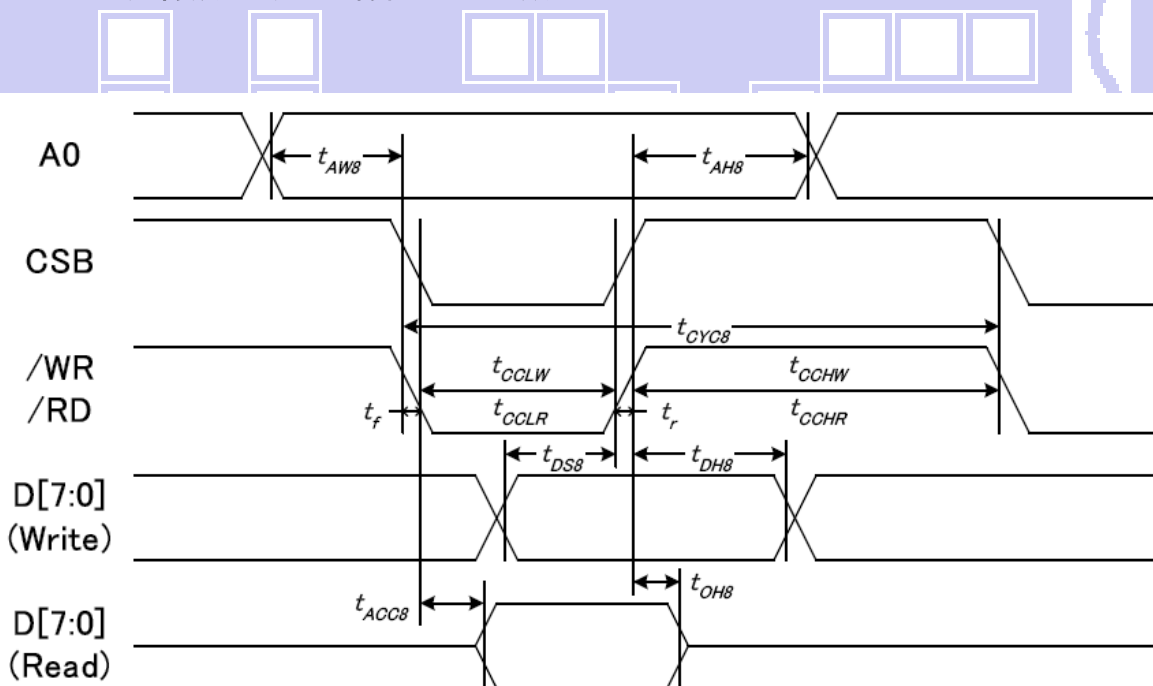 A0
tAW8
tAH8
CSB
tCYC8
/WR
/RD
tCCLW
tCCHW
tf
tCCLR
tr
tCCHR
tDS8
tDH8
D[7:0]
(Write)
tACC8
tOH8
D[7:0]
(Read)